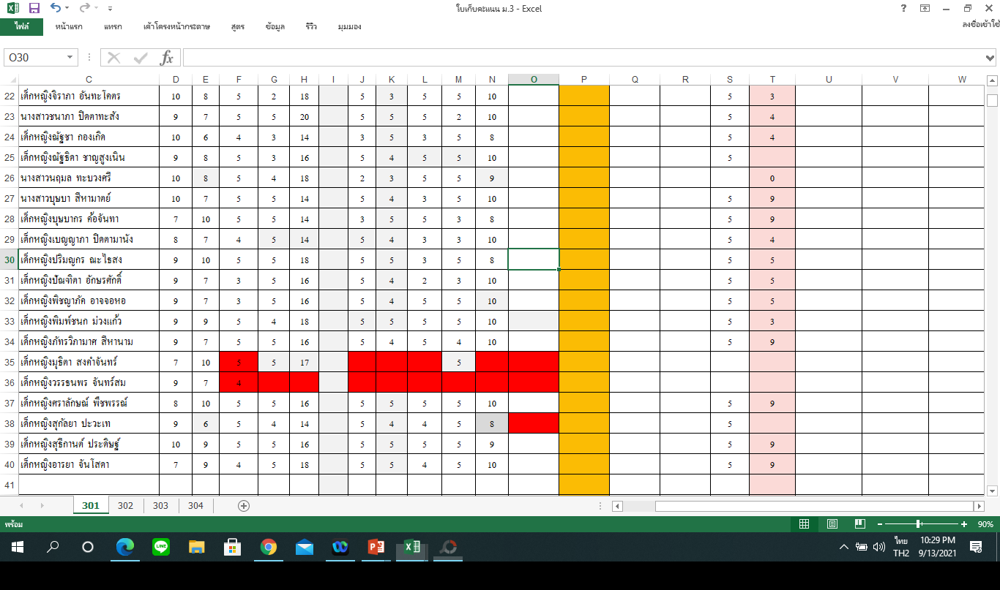 ใบเก็บคะแนน ม.3 - Excel
ไฟล์ หน้าแรก แทรก เค้าโครงหน้ากระดาษ สูตร ข้อมูล รีวิว มุมมอง ลงชื่อเข้าใช้
O30 fx
C D E F G H I J K L M N O P Q R S T U V W
22 เด็กหญิงจิราภา อันทะโคตร 10 8 5 2 18 5 3 5 5 10 5 3
23 นางสาวชนาภา ปิดตาทะสัง 9 7 5 5 20 5 5 5 2 10 5 4
24 เด็กหญิงณัฐชา กองเกิด 10 6 4 3 14 3 5 3 5 8 5 4
25 เด็กหญิงณัฐธิดา ชาญสูงเนิน 9 8 5 3 16 5 4 5 5 10 5
26 นางสาวนฤมล ทะบวงศรี 10 8 5 4 18 2 3 5 5 9 0
27 นางสาวบุษบา สีหามาตย์ 10 7 5 5 14 5 4 3 5 10 5 9
28 เด็กหญิงบุษบากร ค้อจันทา 7 10 5 5 14 3 5 5 3 8 5 9
29 เด็กหญิงเบญญาภา ปิดตามานัง 8 7 4 5 14 5 4 3 3 10 5 4
30 เด็กหญิงปริมญกร ณะไธสง 9 10 5 5 18 5 5 3 5 8 5 5
31 เด็กหญิงปัณฑิตา อักษรศักดิ์ 9 7 3 5 16 5 4 2 3 10 5 5
32 เด็กหญิงพิชญาภัค อาจจอหอ 9 7 3 5 16 5 4 5 5 10 5 5
33 เด็กหญิงพิมพ์ชนก ม่วงแก้ว 9 9 5 4 18 5 5 5 5 10 5 3
34 เด็กหญิงภัทรวิภามาศ สีหานาม 9 7 5 5 16 5 4 5 4 10 5 9
35 เด็กหญิงมุธิตา สงคำจันทร์ 7 10 5 5 17 5
36 เด็กหญิงวรรธนพร จันทร์สม 9 7 4
37 เด็กหญิงศราลักษณ์ พืชพรรณ์ 8 10 5 5 16 5 5 5 5 10 5 9
38 เด็กหญิงสุกัลยา ปะวะเท 9 6 5 4 14 5 4 4 5 8 5
39 เด็กหญิงสุธีกานต์ ประดิษฐ์ 10 9 5 5 16 5 5 5 5 9 5 9
40 เด็กหญิงอารยา จันโสดา 7 9 4 5 18 5 5 4 5 10 5 9
41
301 302 303 304
พร้อม 90%
LINE
ไทย 10:29 PM
TH2 9/13/2021